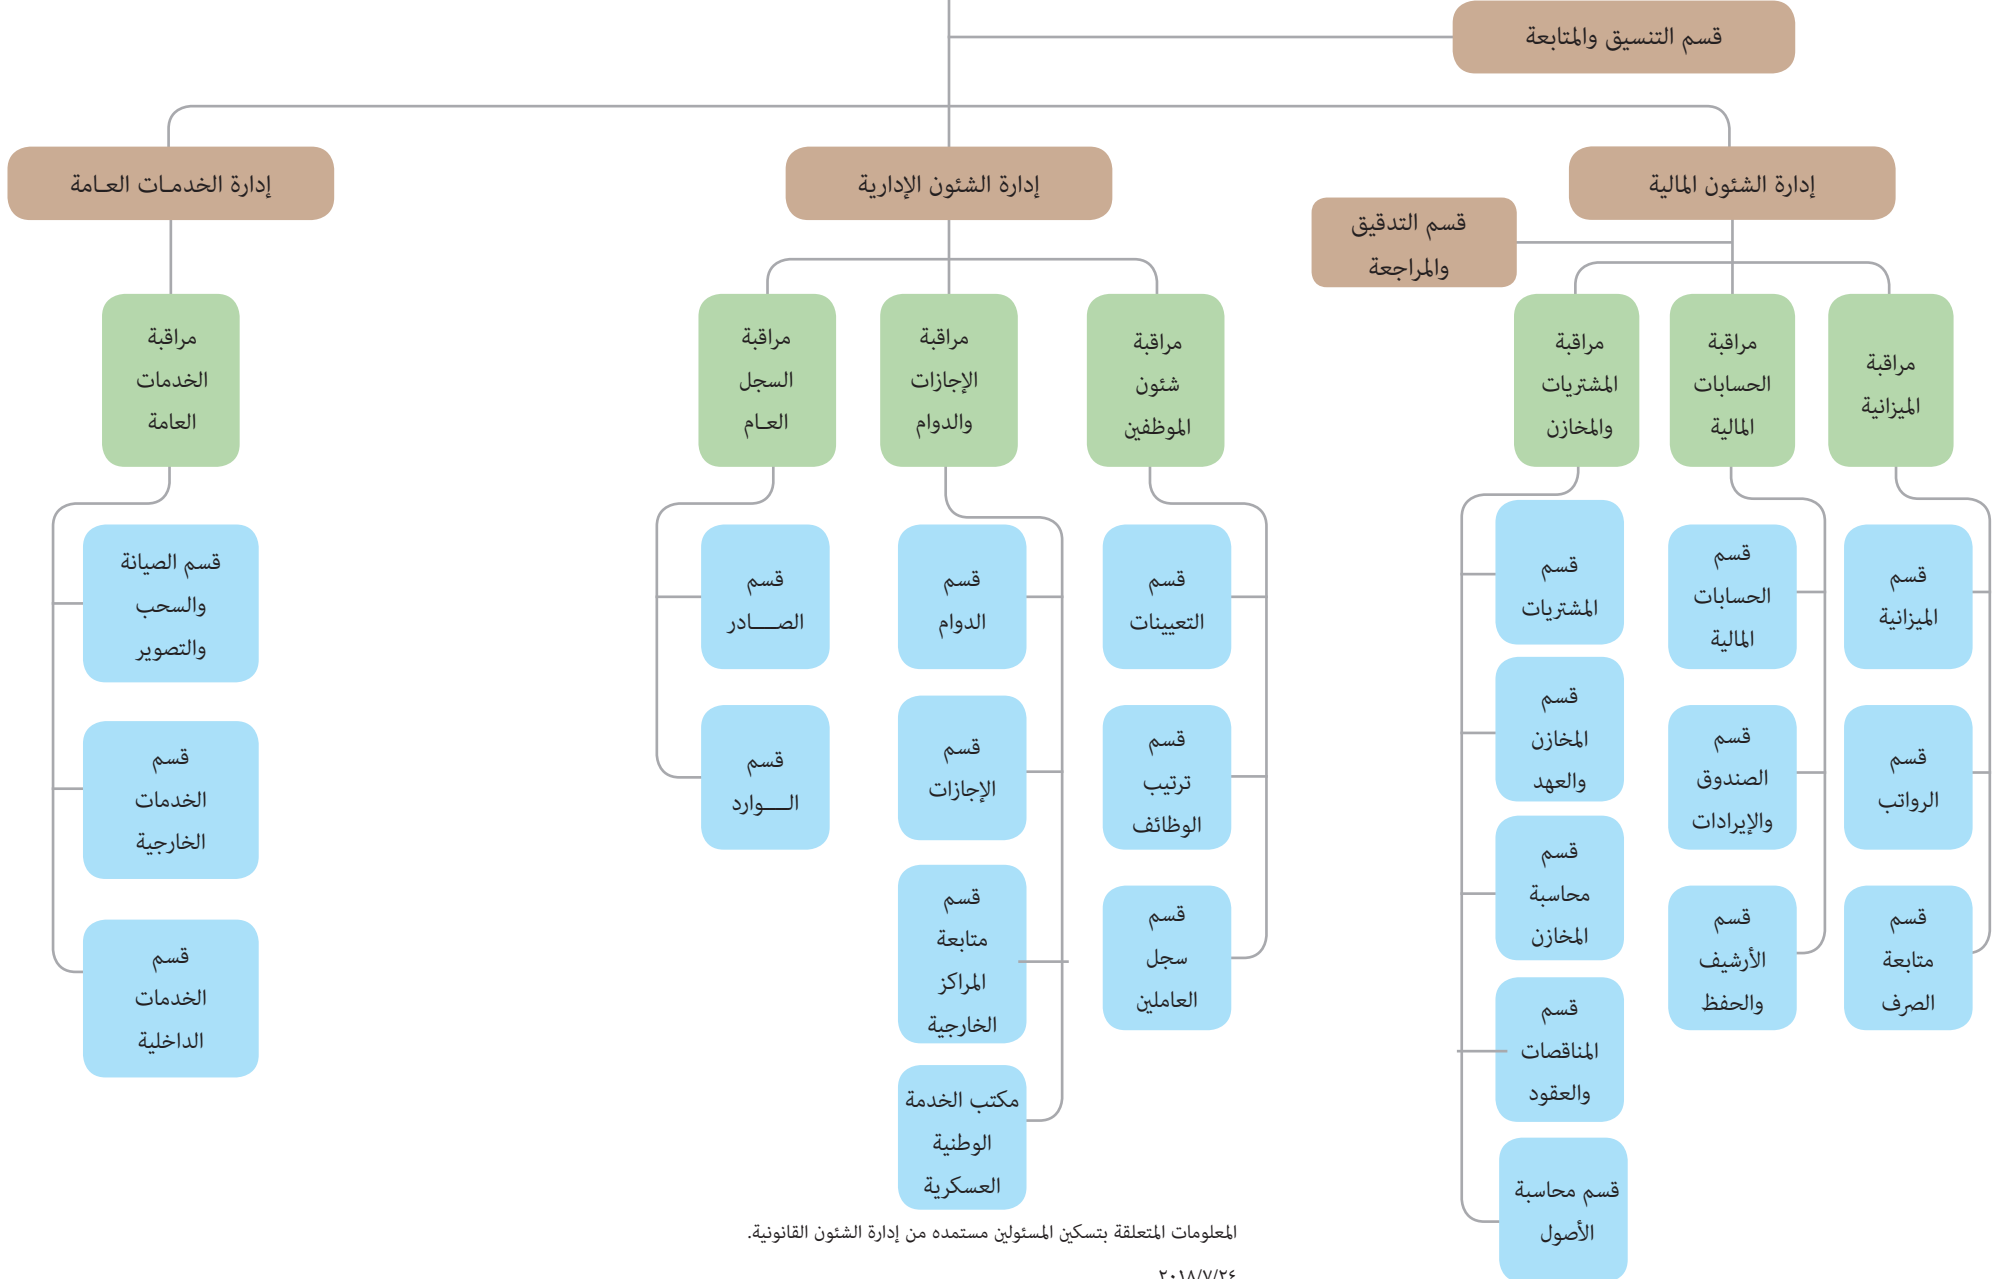 قسم التنسيق والمتابعة
إدارة الشئون المالية
إدارة الشئون الإدارية
إدارة الخدمـات العـامة
قسم التدقيق
والمراجعة
مراقبة
الميزانية
مراقبة
الحسابات
المالية
مراقبة
المشتريات
والمخازن
مراقبة
شئون
الموظفين
مراقبة
الإجازات
والدوام
مراقبة
السجل
العـام
مراقبة
الخدمات
العامة
قسم
الميزانية
قسم
الرواتب
قسم
متابعة
الصرف
قسم
الحسابات
المالية
قسم
الصندوق
والإيرادات
قسم
الأرشيف
والحفظ
قسم
المشتريات
قسم
المخازن
والعهد
قسم
محاسبة
المخازن
قسم
المناقصات
والعقود
قسم محاسبة
الأصول
قسم
التعيينات
قسم
ترتيب
الوظائف
قسم
سجل
العاملين
قسم
الدوام
قسم
الإجازات
قسم
متابعة
المراكز
الخارجية
مكتب الخدمة
الوطنية
العسكرية
قسم
الصـــادر
قسم
الـــوارد
قسم الصيانة
والسحب
والتصوير
قسم
الخدمات
الخارجية
قسم
الخدمات
الداخلية
المعلومات المتعلقة بتسكين المسئولين مستمده من إدارة الشئون القانونية.
٢٠١٨/٧/٢٤